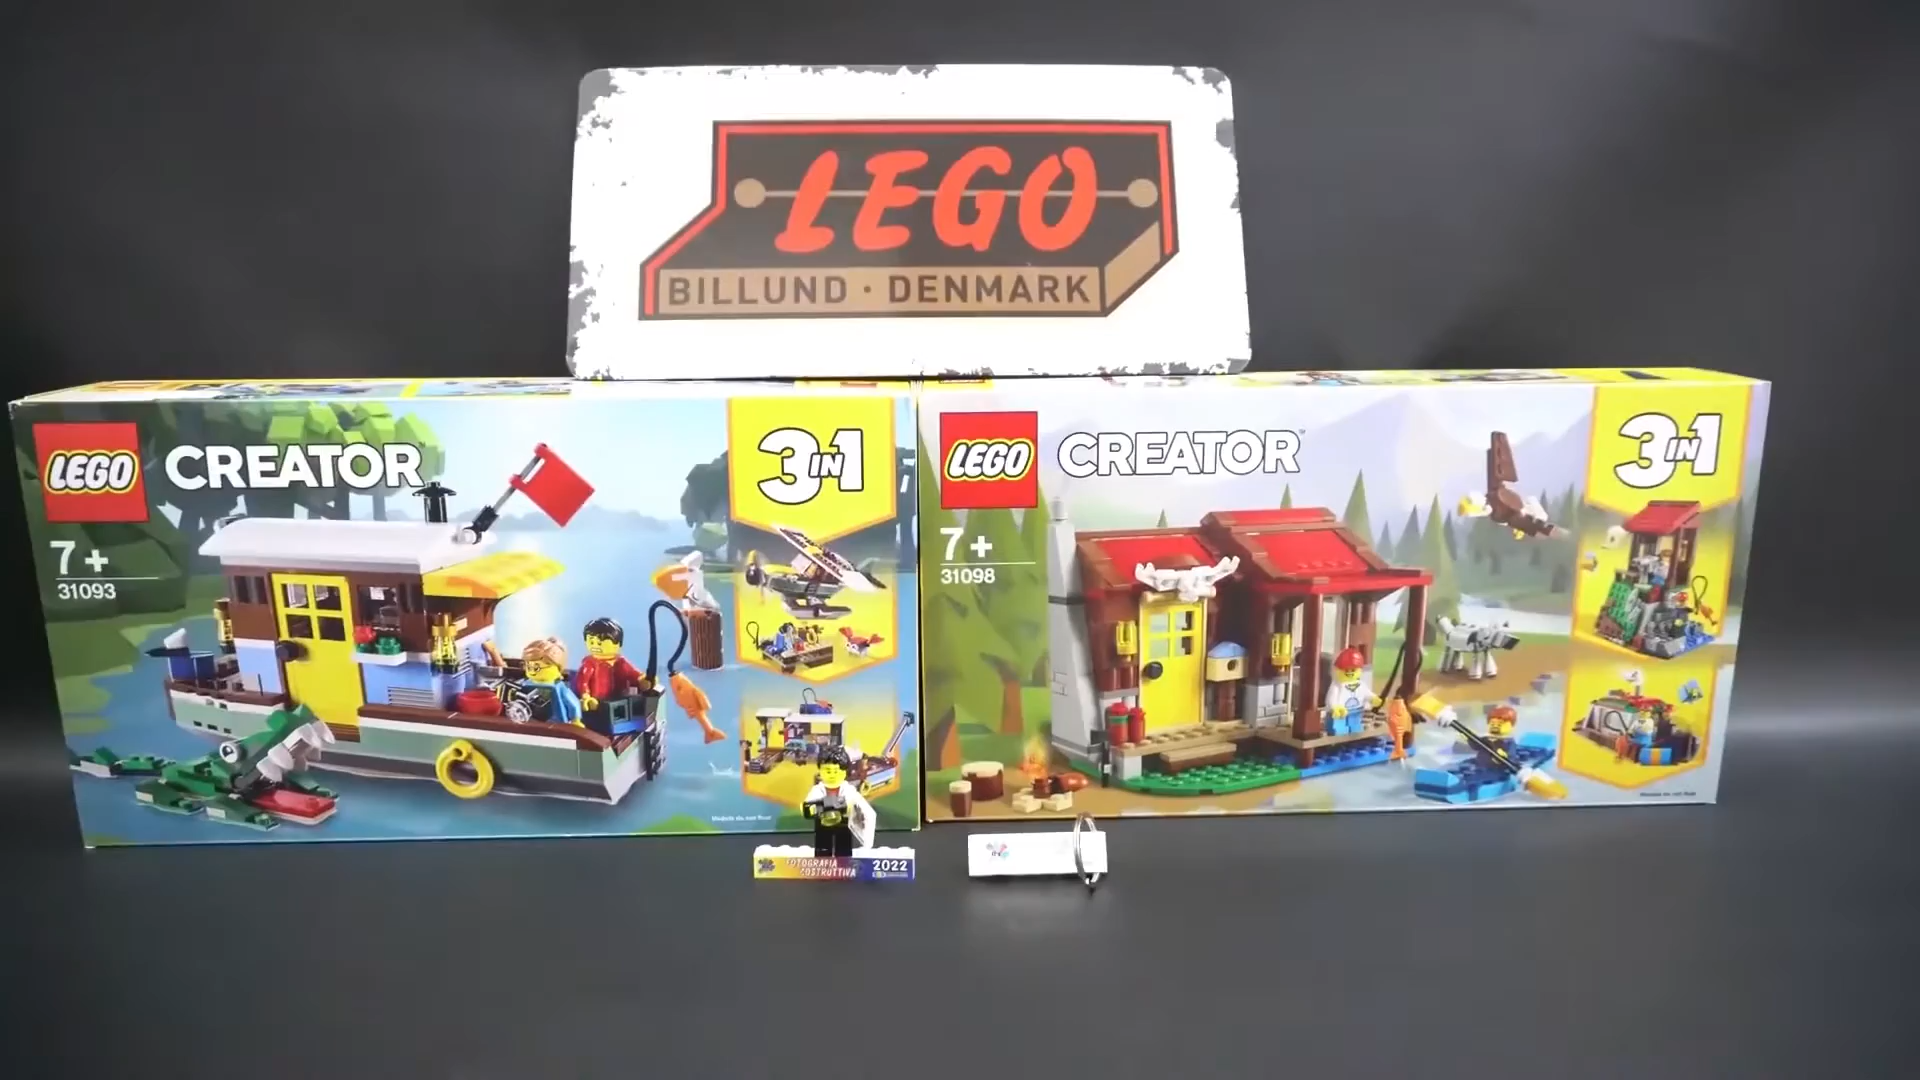 LEGO
BILLUND · DENMARK
LEGO CREATOR
3 IN 1
7+
31093
LEGO CREATOR™
3 IN 1
7+
31098
FOTOGRAFIA
COSTRUTTIVA
2022